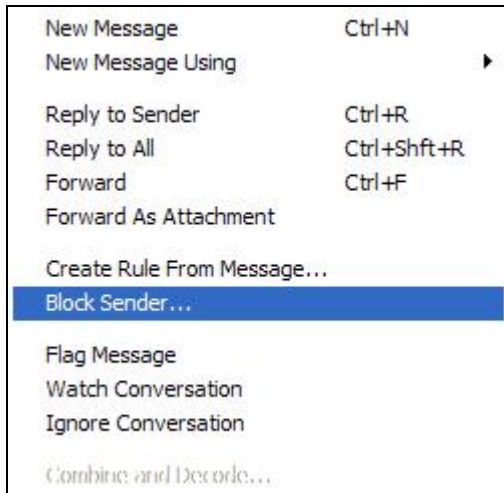 New Message Ctrl+N
New Message Using
Reply to Sender Ctrl+R
Reply to All Ctrl+Shft+R
Forward Ctrl+F
Forward As Attachment
Create Rule From Message...
Block Sender...
Flag Message
Watch Conversation
Ignore Conversation
Combine and Decode...